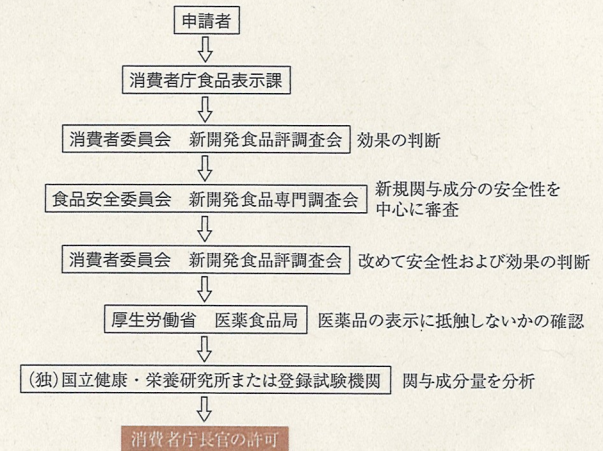 申請者
消費者庁食品表示課
消費者委員会　新開発食品評調査会 効果の判断
食品安全委員会　新開発食品専門調査会 新規関与成分の安全性を
中心に審査
消費者委員会　新開発食品評調査会 改めて安全性および効果の判断
厚生労働省　医薬食品局 医薬品の表示に抵触しないかの確認
(独)国立健康・栄養研究所または登録試験機関 関与成分量を分析
消費者庁長官の許可